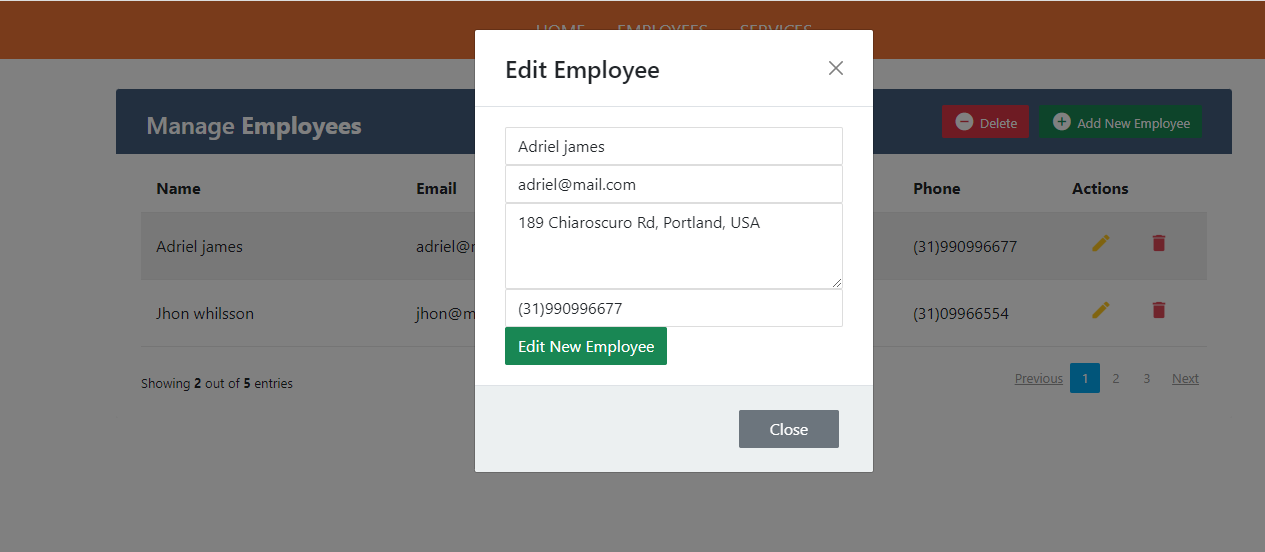 HOME EMPLOYEES SERVICES
Edit Employee
Manage Employees
Delete
Add New Employee
Adriel james
adriel@mail.com
189 Chiaroscuro Rd, Portland, USA
(31)990996677
Edit New Employee
Close
Name Email Phone Actions
Adriel james adriel@ (31)990996677
Jhon whilsson jhon@m (31)09966554
Showing 2 out of 5 entries
Previous 1 2 3 Next